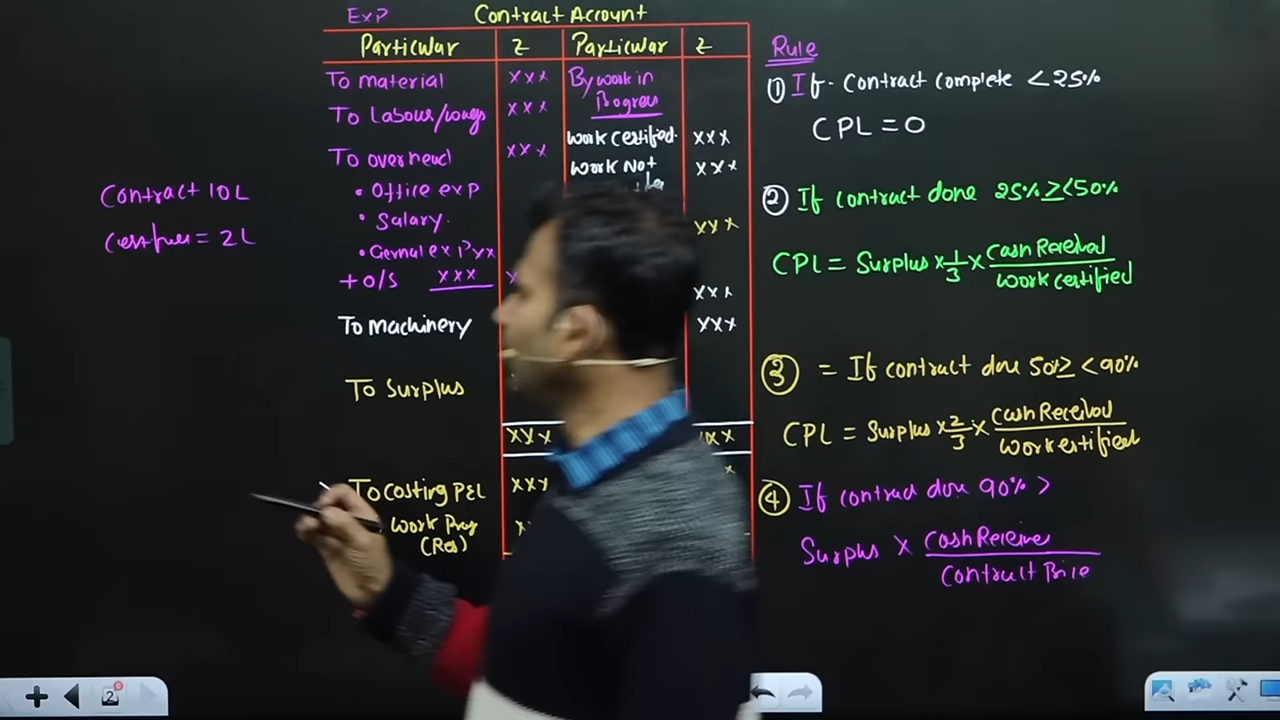 Exp Contract Account
Particular ₹ Particular ₹
To material xxx By work in
Progress
To Labour/wages xxx
Work Certified xxx
To overhead xxx
Work Not xxx
• Office exp
• Salary.
xxx
• Gernal exp xx
+ O/S xxx
xxx
To machinery xxx
To Surplus
xxx xxx
To Costing P&L xxx
Work Prog
(Res)
Contract 10L
= 2L
Rule
① If - Contract complete < 25%
CPL = 0
② If contract done 25% ≥ < 50%
CPL = Surplus × 1/3 × Cash Received / Work certified
③ = If contract done 50% ≥ < 90%
CPL = Surplus × 2/3 × Cash Received / Work certified
④ If contract done 90% >
Surplus × Cash Receive / Contract Price
2